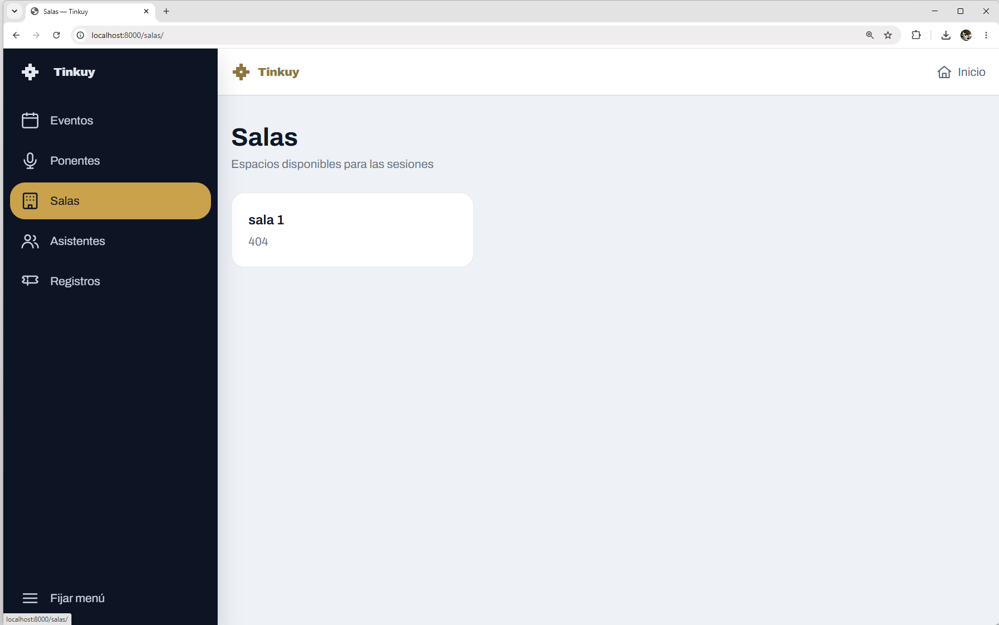 Salas — Tinkuy
localhost:8000/salas/
Tinkuy
Eventos
Ponentes
Salas
Asistentes
Registros
Fijar menú
localhost:8000/salas/
Tinkuy
Inicio
Salas
Espacios disponibles para las sesiones
sala 1
404